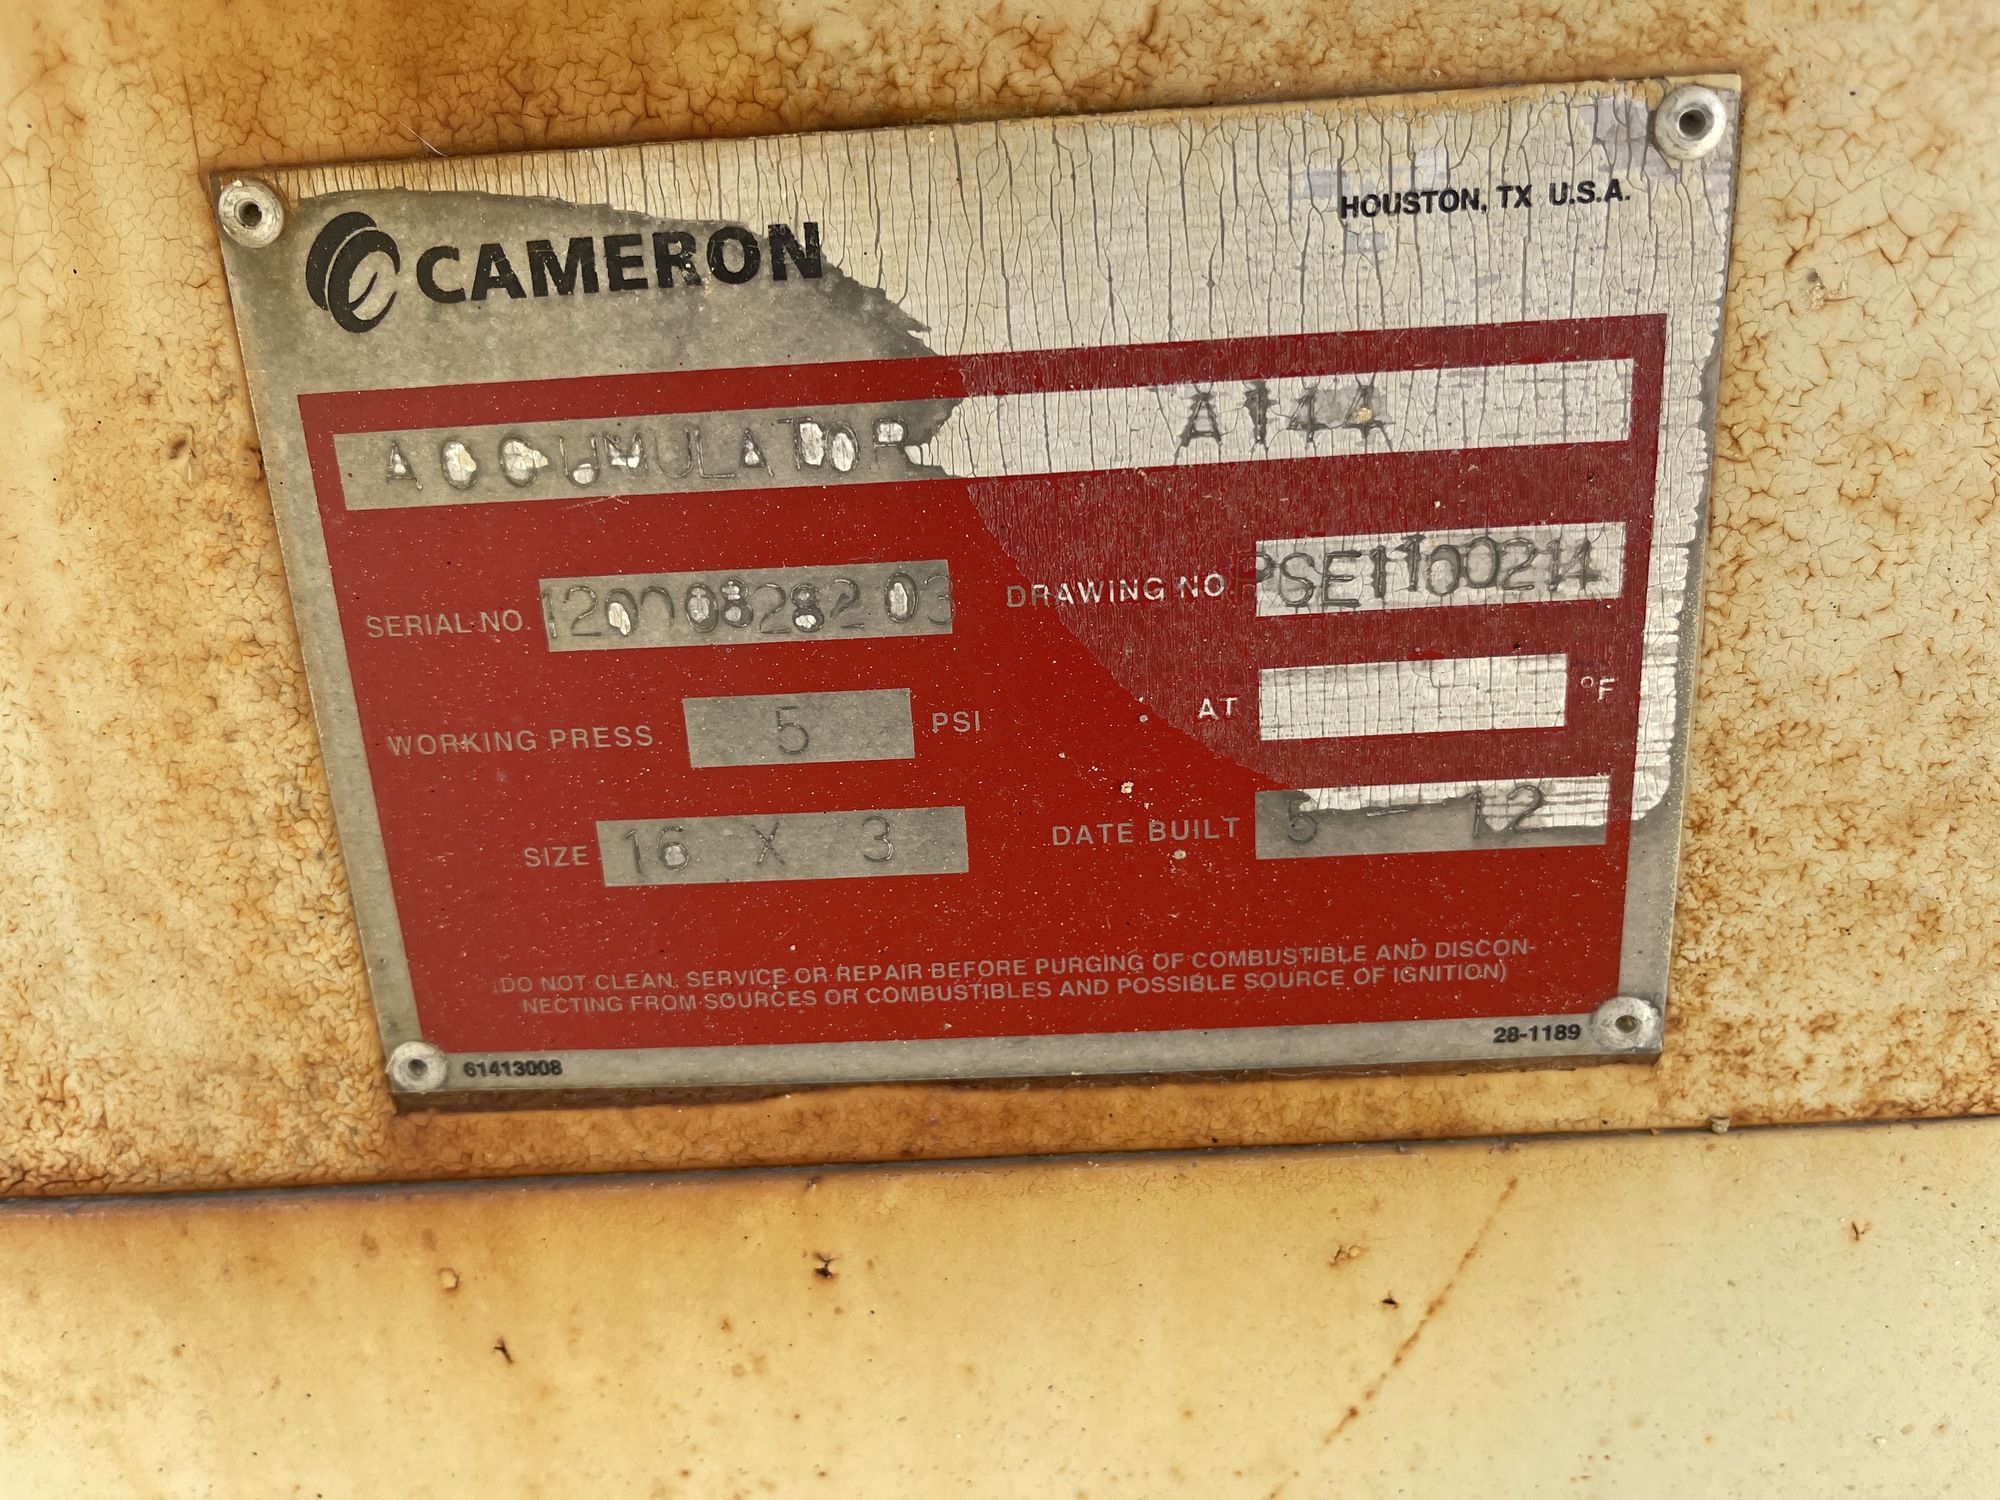 CAMERON
HOUSTON, TX U.S.A.
ACCUMULATOR A144
SERIAL NO. 12000828203 DRAWING NO. PSE1100214
WORKING PRESS. 5 PSI AT °F
SIZE 16 X 3 DATE BUILT 5 - 12
(DO NOT CLEAN, SERVICE OR REPAIR BEFORE PURGING OF COMBUSTIBLE AND DISCON-
NECTING FROM SOURCES OR COMBUSTIBLES AND POSSIBLE SOURCE OF IGNITION)
61413008 28-1189